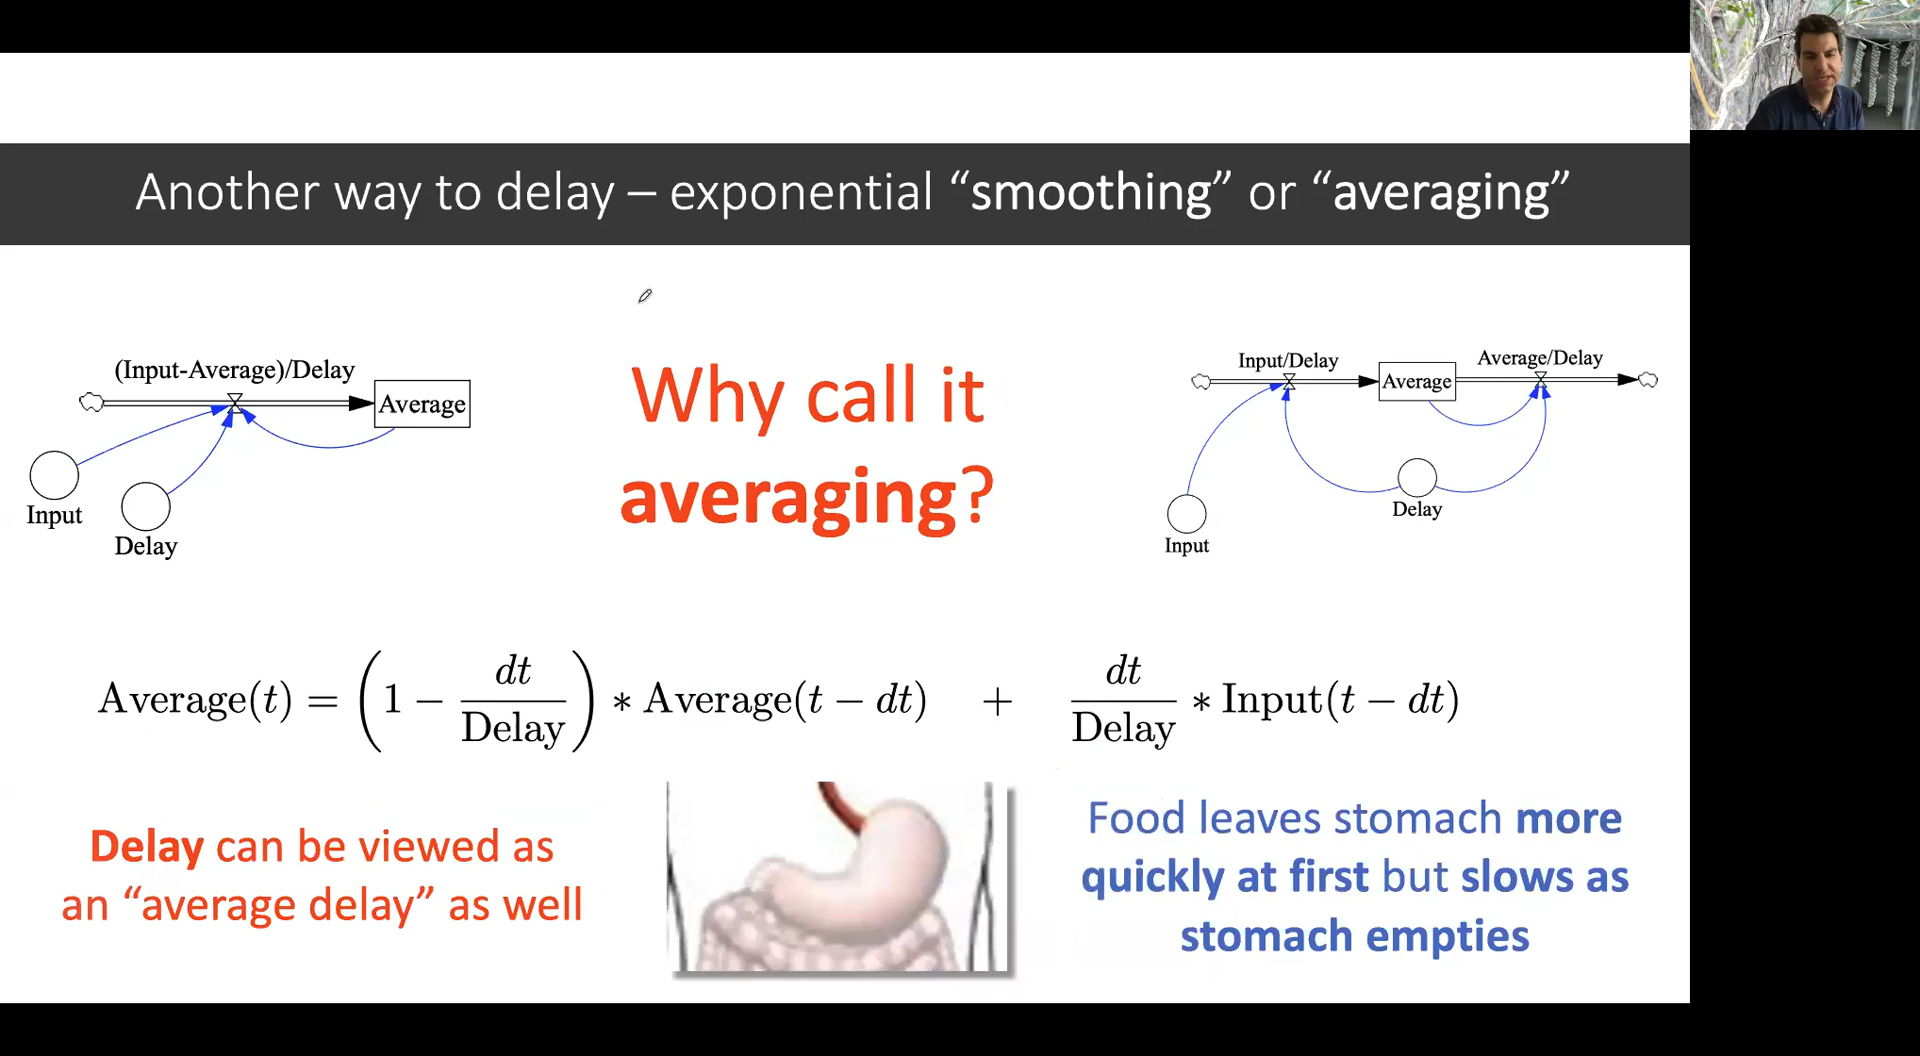 Another way to delay – exponential “smoothing” or “averaging”
(Input-Average)/Delay
Average
Input
Delay
Why call it
averaging?
Input/Delay
Average
Average/Delay
Delay
Input
Average(t) = (1 − dt/Delay) * Average(t − dt) + dt/Delay * Input(t − dt)
Delay can be viewed as
an “average delay” as well
Food leaves stomach more
quickly at first but slows as
stomach empties